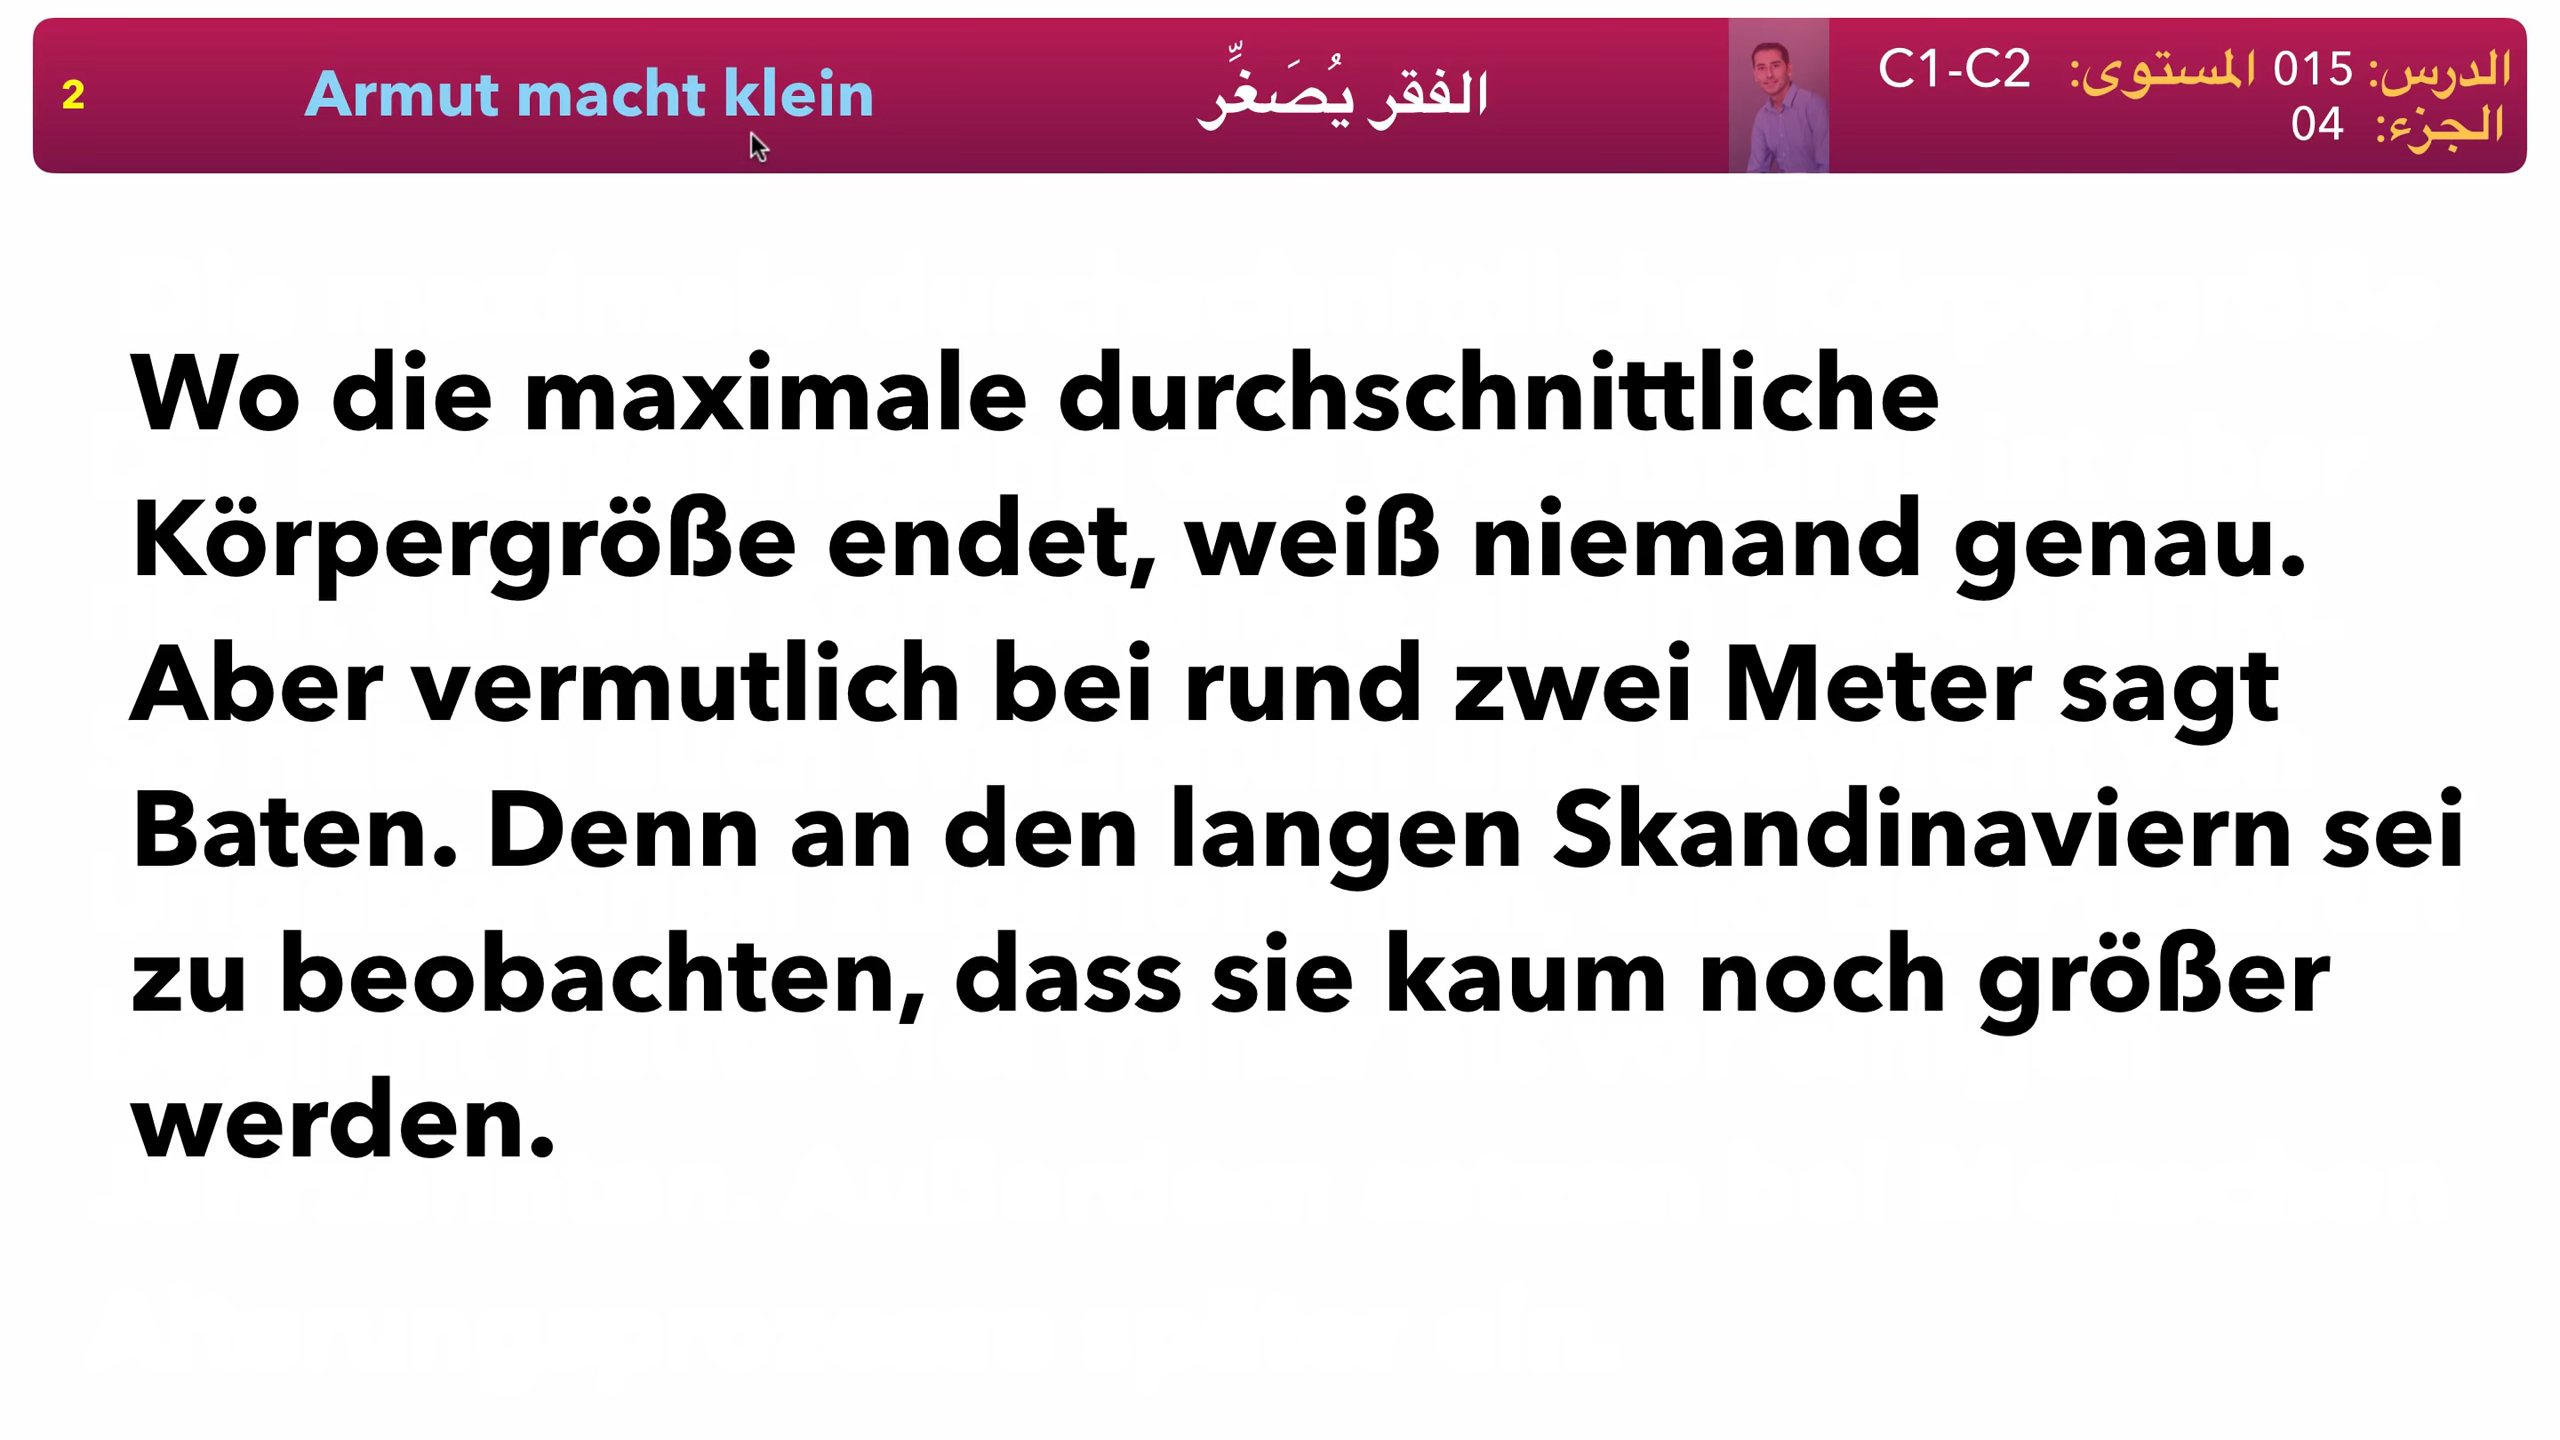 2
Armut macht klein
الفقر يُصَغِّر
الدرس: 015 المستوى: C1-C2
الجزء: 04
Wo die maximale durchschnittliche
Körpergröße endet, weiß niemand genau.
Aber vermutlich bei rund zwei Meter sagt
Baten. Denn an den langen Skandinaviern sei
zu beobachten, dass sie kaum noch größer
werden.